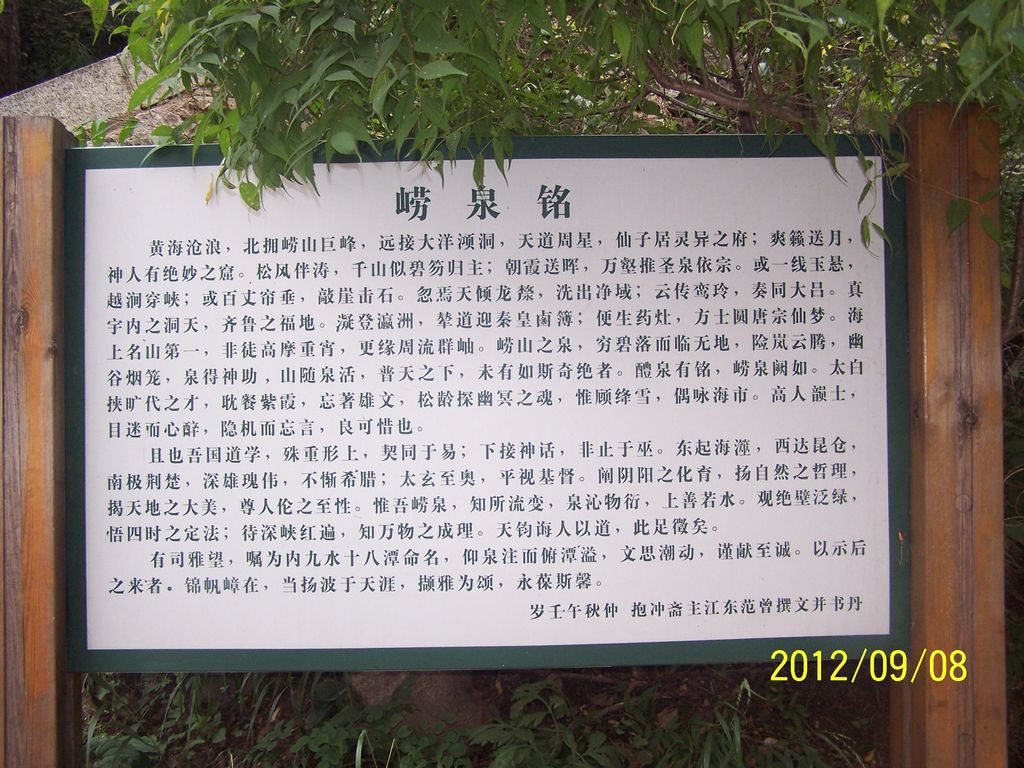 崂泉铭
黄海沧浪，北拥崂山巨峰，远接大洋澒洞，天道周星，仙子居灵异之府；爽籁送月，
神人有绝妙之窟。松风伴涛，千山似碧笏归主；朝霞送晖，万壑推圣泉依宗。或一线玉悬，
越涧穿峡；或百丈帘垂，敲崖击石。忽焉天倾龙漦，洗出净域；云传鸾玲，奏同大吕。真
宇内之洞天，齐鲁之福地。凝登瀛洲，辇道迎秦皇卤簿；便生药灶，方士圆唐宗仙梦。海
上名山第一，非徒高摩重霄，更缘周流群岫。崂山之泉，穷碧落而临无地，险岚云腾，幽
谷烟笼，泉得神助，山随泉活，普天之下，未有如斯奇绝者。醴泉有铭，崂泉阙如。太白
挟旷代之才，耽餐紫霞，忘著雄文，松龄探幽冥之魂，惟顾绛雪，偶咏海市。高人韻士，
目迷而心醉，隐机而忘言，良可惜也。
且也吾国道学，殊重形上，契同于易；下接神话，非止于巫。东起海澨，西达昆仑，
南极荆楚，深雄瑰伟，不惭希腊；太玄至奥，平视基督。阐阴阳之化育，扬自然之哲理，
揭天地之大美，尊人伦之至性。惟吾崂泉，知所流变，泉沁物衍，上善若水。观绝壁泛绿，
悟四时之定法；待深峡红遍，知万物之成理。天钧诲人以道，此足徵矣。
有司雅望，嘱为内九水十八潭命名，仰泉注而俯潭溢，文思潮动，谨献至诚。以示后
之来者。锦帆嶂在，当扬波于天涯，撷雅为颂，永葆斯馨。
岁壬午秋仲 抱冲斋主江东范曾撰文并书丹
2012/09/08